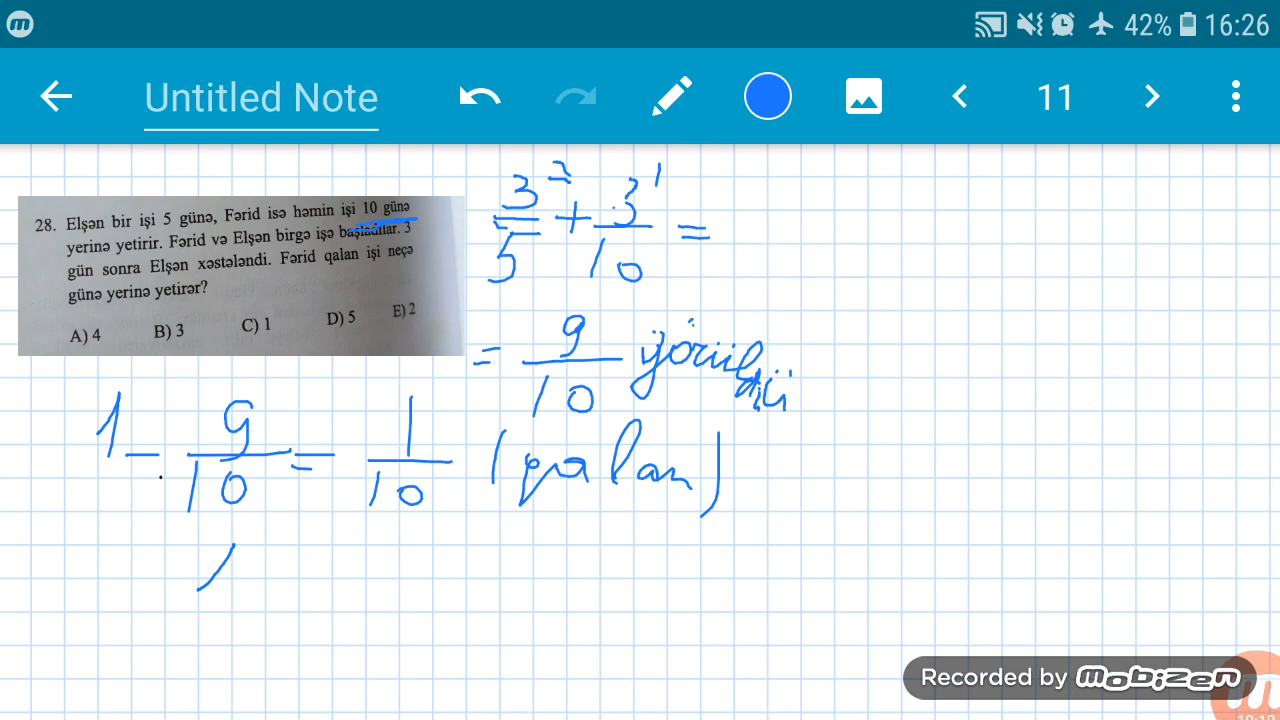 42% 16:26
Untitled Note
11
28. Elşən bir işi 5 günə, Fərid isə həmin işi 10 günə
yerinə yetirir. Fərid və Elşən birgə işə başladılar. 3
gün sonra Elşən xəstələndi. Fərid qalan işi neçə
günə yerinə yetirər?
A) 4 B) 3 C) 1 D) 5 E) 2
3/5 + 3/10 =
2 1
= 9/10 görüldü
1 - 9/10 = 1/10 (qalan)
Recorded by mobizen